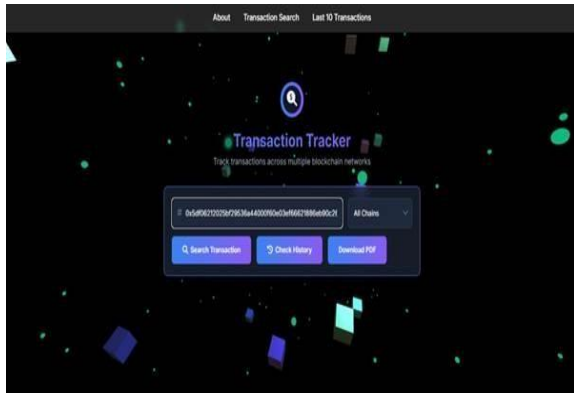 About Transaction Search Last 10 Transactions
Transaction Tracker
Track transactions across multiple blockchain networks
# All Chains
Search Transaction Check History Download PDF